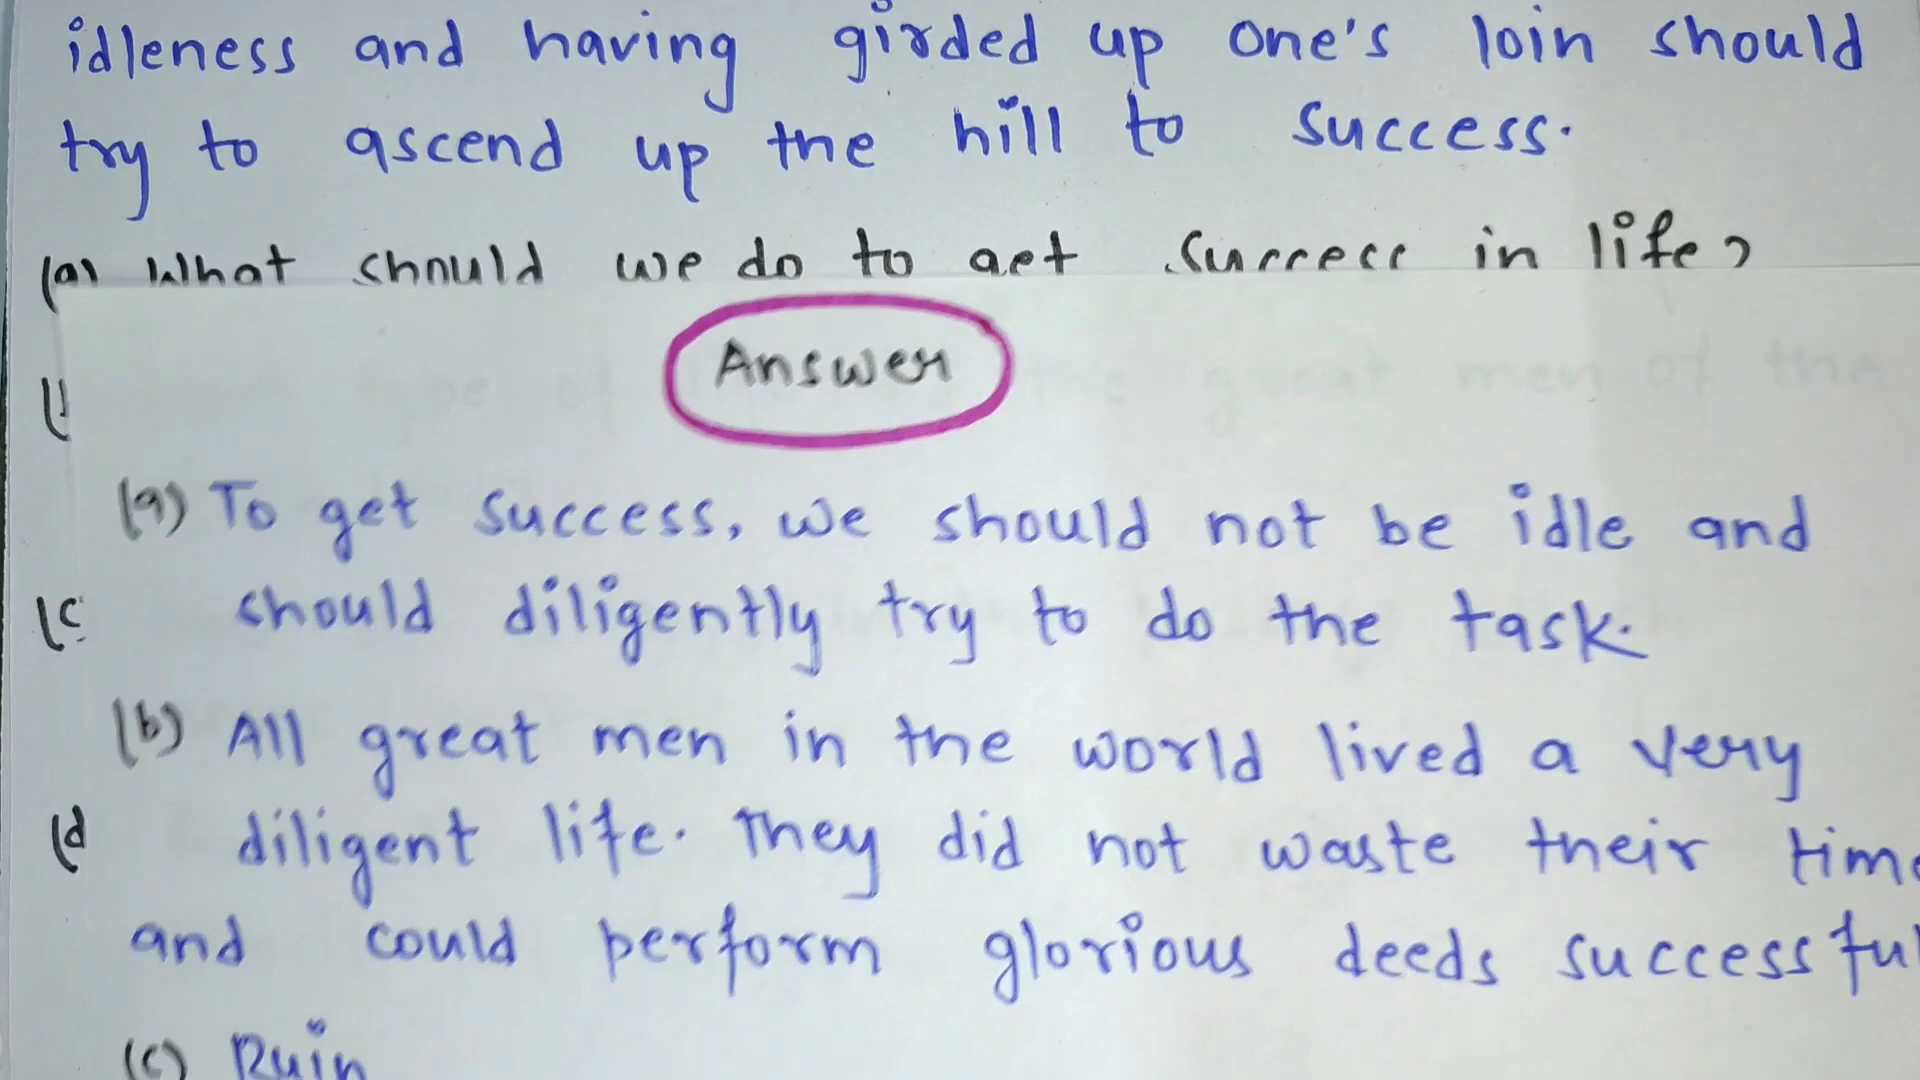 idleness and having girded up one's loin should
try to ascend up the hill to success.
(a) What should we do to get success in life?
Answer
(a) To get success, we should not be idle and
(c
should diligently try to do the task.
(b) All great men in the world lived a very
(d
diligent life. They did not waste their time
and could perform glorious deeds successful
(c) Ruin